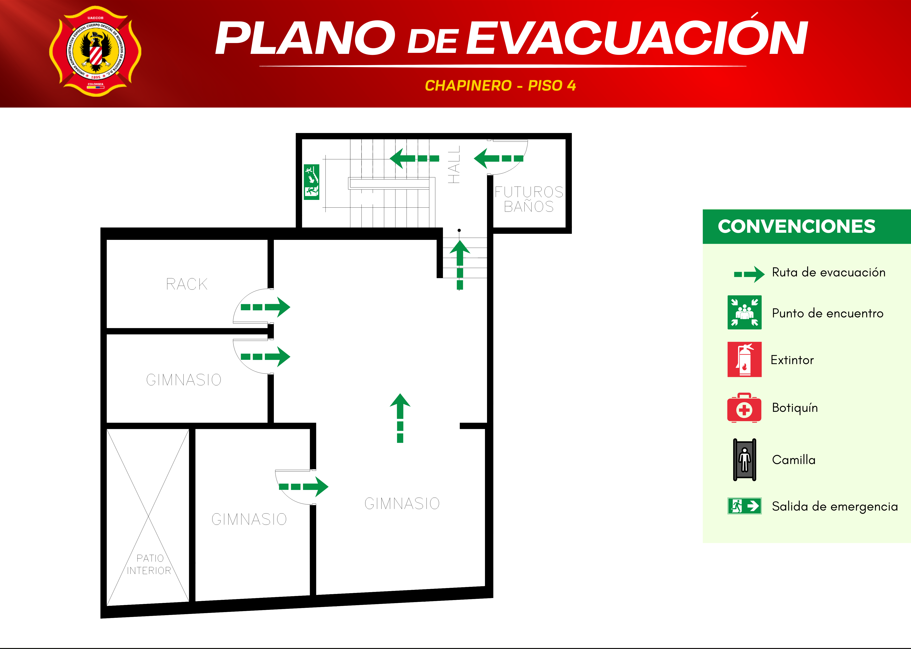 PLANO DE EVACUACIÓN
CHAPINERO - PISO 4
HALL
FUTUROS
BAÑOS
RACK
GIMNASIO
GIMNASIO
GIMNASIO
PATIO
INTERIOR
CONVENCIONES
Ruta de evacuación
Punto de encuentro
Extintor
Botiquín
Camilla
Salida de emergencia